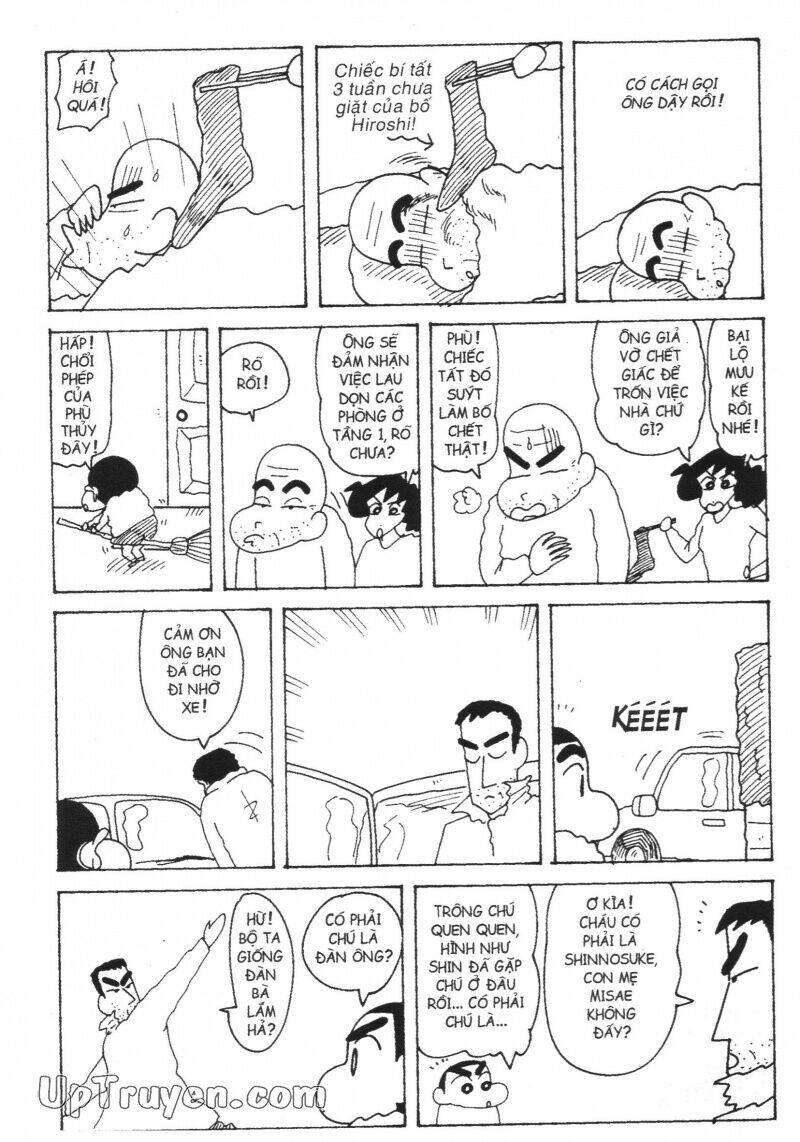 CÓ CÁCH GỌI
ÔNG DẬY RỒI!
Chiếc bí tất
3 tuần chưa
giặt của bố
Hiroshi!
Á!
HÔI
QUÁ!
BẠI
LỘ
MƯU
KẾ
RỒI
NHÉ!
ÔNG GIẢ
VỜ CHẾT
GIẤC ĐỂ
TRỐN VIỆC
NHÀ CHỨ
GÌ?
PHÙ!
CHIẾC
TẤT ĐÓ
SUÝT
LÀM BỐ
CHẾT
THẬT!
ÔNG SẼ
ĐẢM NHẬN
VIỆC LAU
DỌN CÁC
PHÒNG Ở
TẦNG 1, RÕ
CHƯA?
RÕ
RỒI!
HẤP!
CHỔI
PHÉP
CỦA
PHÙ
THỦY
ĐÂY!
KÉÉÉT
CẢM ƠN
ÔNG BẠN
ĐÃ CHO
ĐI NHỜ
XE!
Ơ KÌA!
CHÁU CÓ
PHẢI LÀ
SHINNOSUKE,
CON MẸ
MISAE
KHÔNG
ĐẤY?
TRÔNG CHÚ
QUEN QUEN,
HÌNH NHƯ
SHIN ĐÃ GẶP
CHÚ Ở ĐÂU
RỒI... CÓ PHẢI
CHÚ LÀ...
CÓ PHẢI
CHÚ LÀ
ĐÀN ÔNG?
HỪ!
BỘ TA
GIỐNG
ĐÀN
BÀ
LẮM
HẢ?
UpTruyen.com